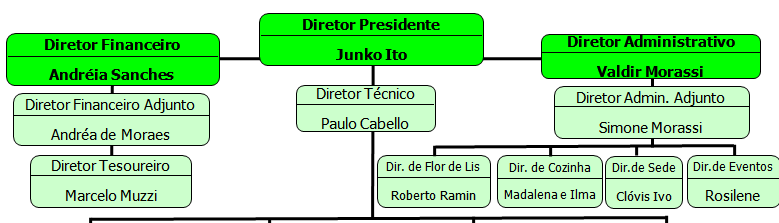 Diretor Presidente
Junko Ito
Diretor Financeiro
Andréia Sanches
Diretor Administrativo
Valdir Morassi
Diretor Financeiro Adjunto
Andréa de Moraes
Diretor Técnico
Paulo Cabello
Diretor Admin. Adjunto
Simone Morassi
Diretor Tesoureiro
Marcelo Muzzi
Dir. de Flor de Lis
Roberto Ramin
Dir. de Cozinha
Madalena e Ilma
Dir.de Sede
Clóvis Ivo
Dir.de Eventos
Rosilene